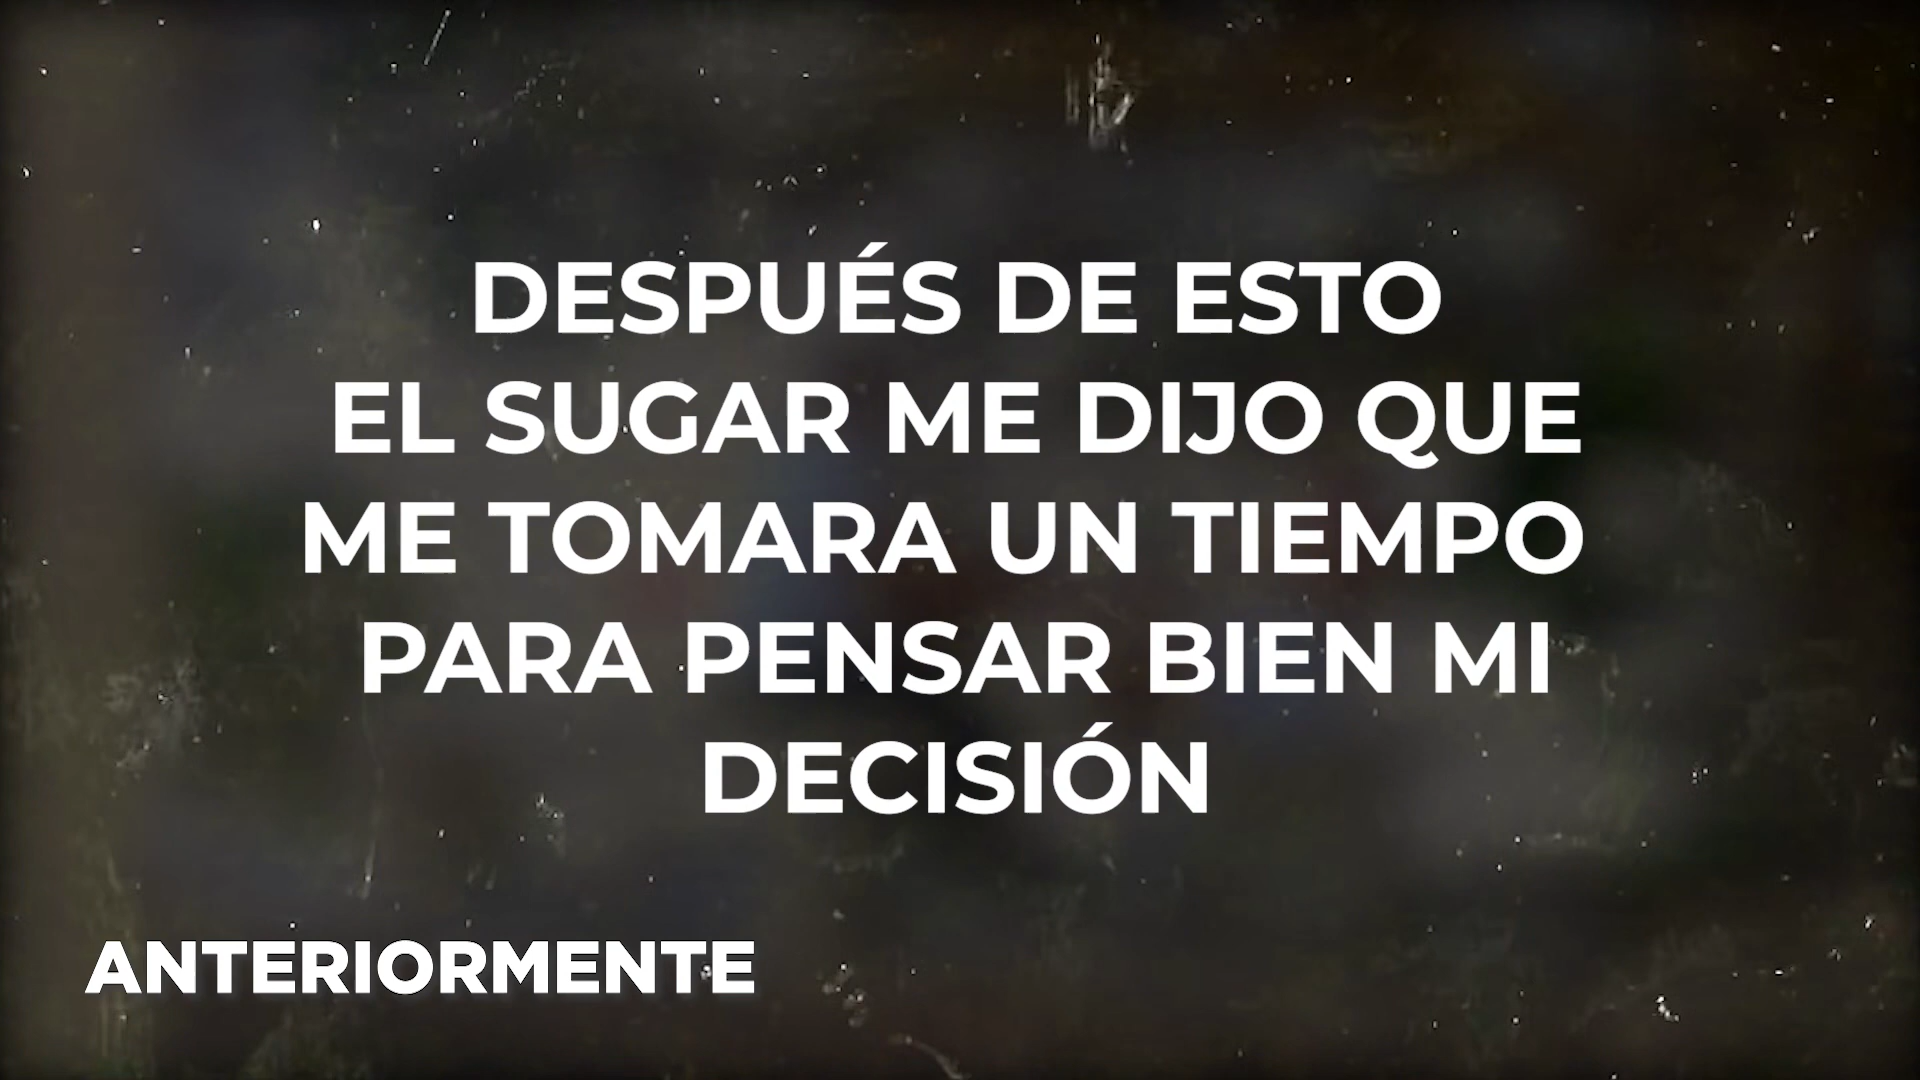 DESPUÉS DE ESTO
EL SUGAR ME DIJO QUE
ME TOMARA UN TIEMPO
PARA PENSAR BIEN MI
DECISIÓN
ANTERIORMENTE